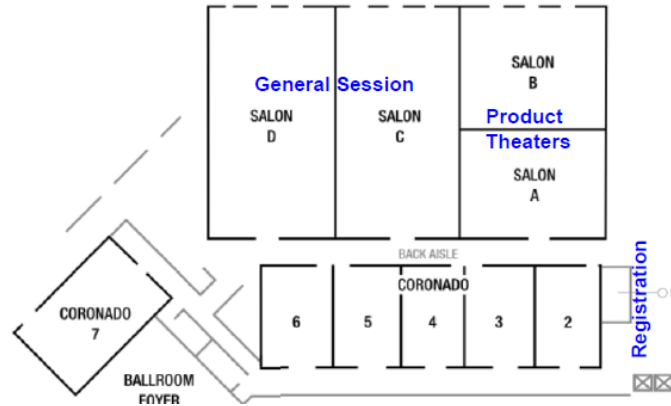 General Session
SALON
D
SALON
C
SALON
B
Product
Theaters
SALON
A
BACK AISLE
CORONADO
6
5
4
3
2
Registration
CORONADO
7
BALLROOM
FOYER